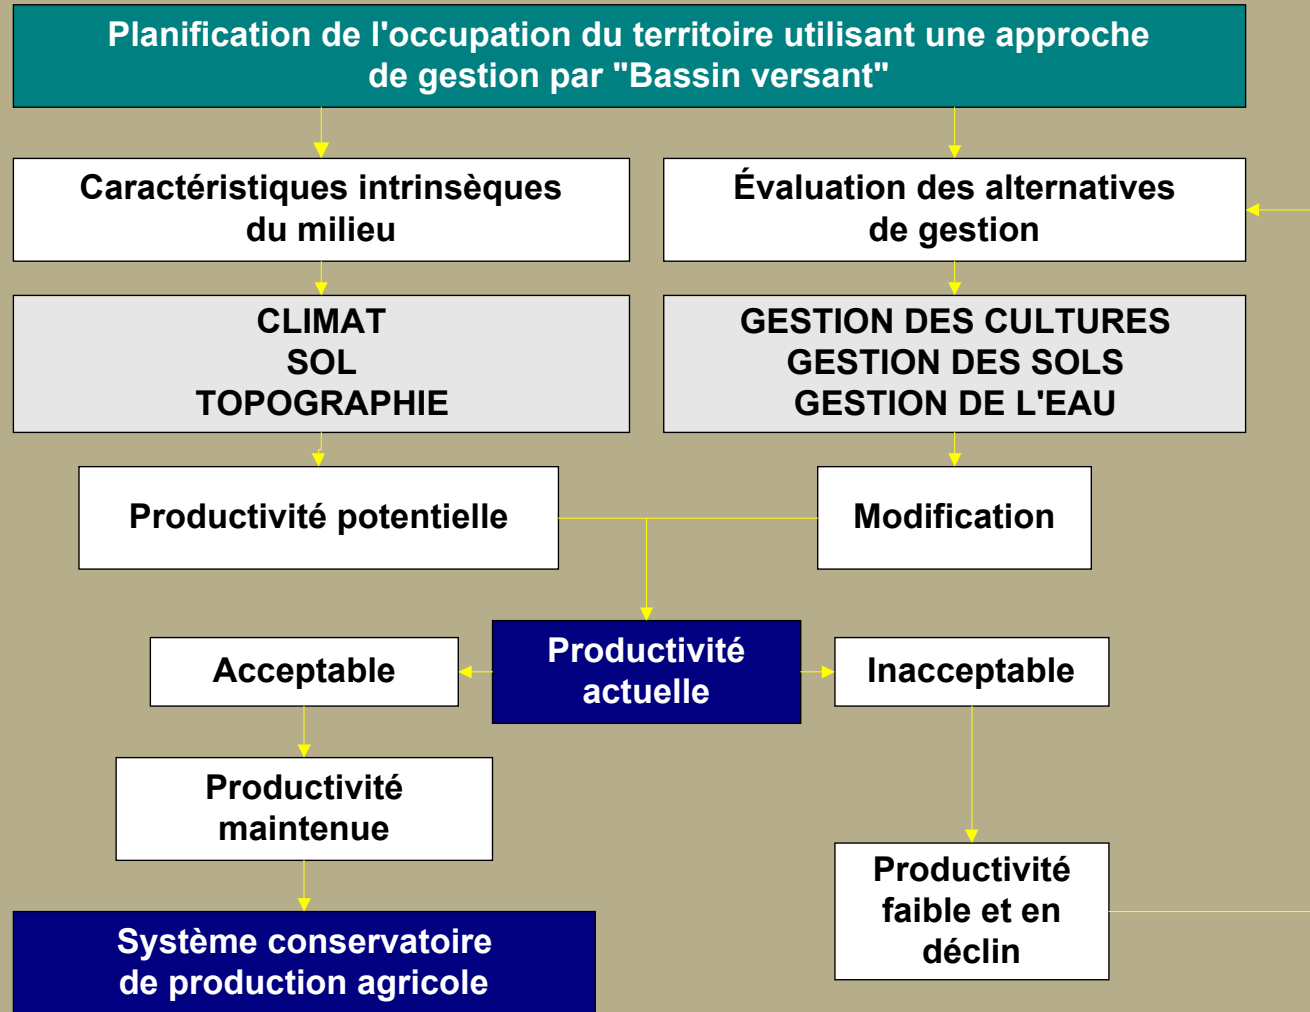 Planification de l'occupation du territoire utilisant une approche
de gestion par "Bassin versant"
Caractéristiques intrinsèques
du milieu
Évaluation des alternatives
de gestion
CLIMAT
SOL
TOPOGRAPHIE
GESTION DES CULTURES
GESTION DES SOLS
GESTION DE L'EAU
Productivité potentielle
Modification
Productivité
actuelle
Acceptable
Inacceptable
Productivité
maintenue
Productivité
faible et en
déclin
Système conservatoire
de production agricole